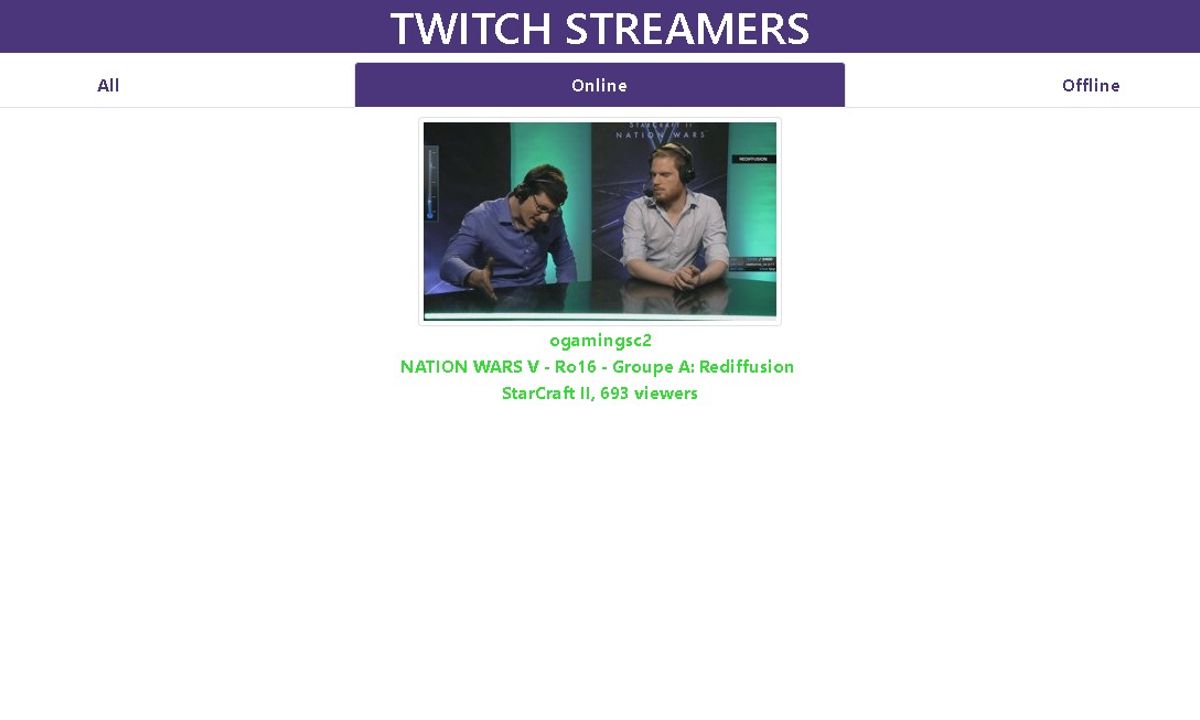 TWITCH STREAMERS
All
Online
Offline
STARCRAFT II
NATION WARS
REDIFFUSION
ogamingsc2
NATION WARS V - Ro16 - Groupe A: Rediffusion
StarCraft II, 693 viewers